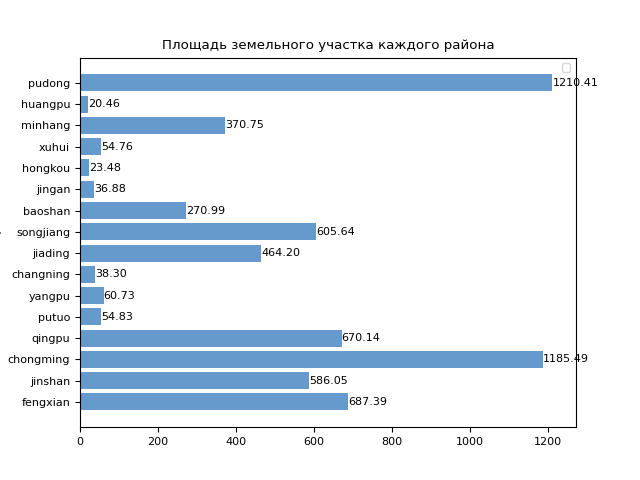 Площадь земельного участка каждого района
pudong 1210.41
huangpu 20.46
minhang 370.75
xuhui 54.76
hongkou 23.48
jingan 36.88
baoshan 270.99
songjiang 605.64
jiading 464.20
changning 38.30
yangpu 60.73
putuo 54.83
qingpu 670.14
chongming 1185.49
jinshan 586.05
fengxian 687.39
0 200 400 600 800 1000 1200